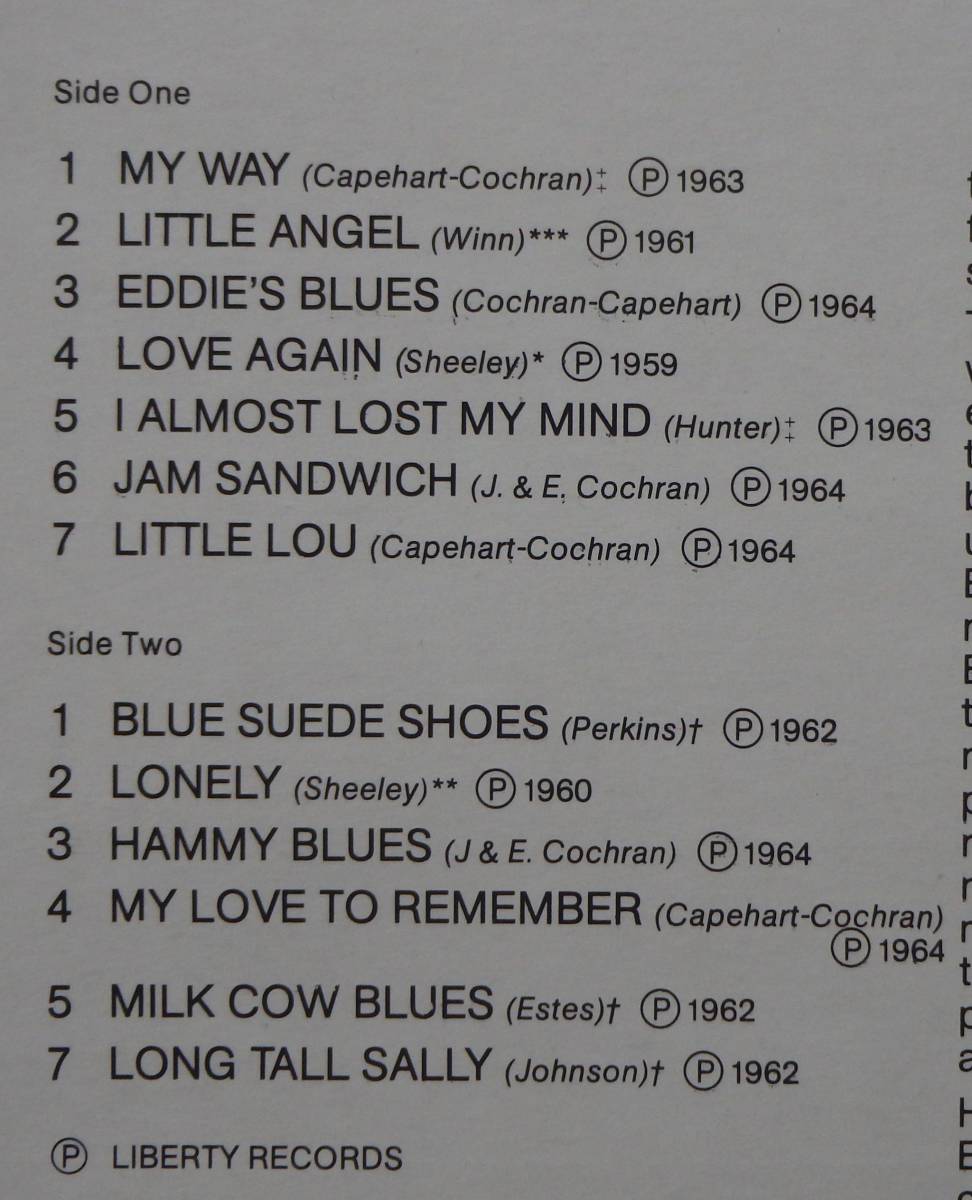 Side One
1 MY WAY (Capehart-Cochran)‡ Ⓟ 1963
2 LITTLE ANGEL (Winn)*** Ⓟ 1961
3 EDDIE'S BLUES (Cochran-Capehart) Ⓟ 1964
4 LOVE AGAIN (Sheeley)* Ⓟ 1959
5 I ALMOST LOST MY MIND (Hunter)‡ Ⓟ 1963
6 JAM SANDWICH (J. & E. Cochran) Ⓟ 1964
7 LITTLE LOU (Capehart-Cochran) Ⓟ 1964
Side Two
1 BLUE SUEDE SHOES (Perkins)† Ⓟ 1962
2 LONELY (Sheeley)** Ⓟ 1960
3 HAMMY BLUES (J & E. Cochran) Ⓟ 1964
4 MY LOVE TO REMEMBER (Capehart-Cochran)
Ⓟ 1964
5 MILK COW BLUES (Estes)† Ⓟ 1962
7 LONG TALL SALLY (Johnson)† Ⓟ 1962
Ⓟ LIBERTY RECORDS